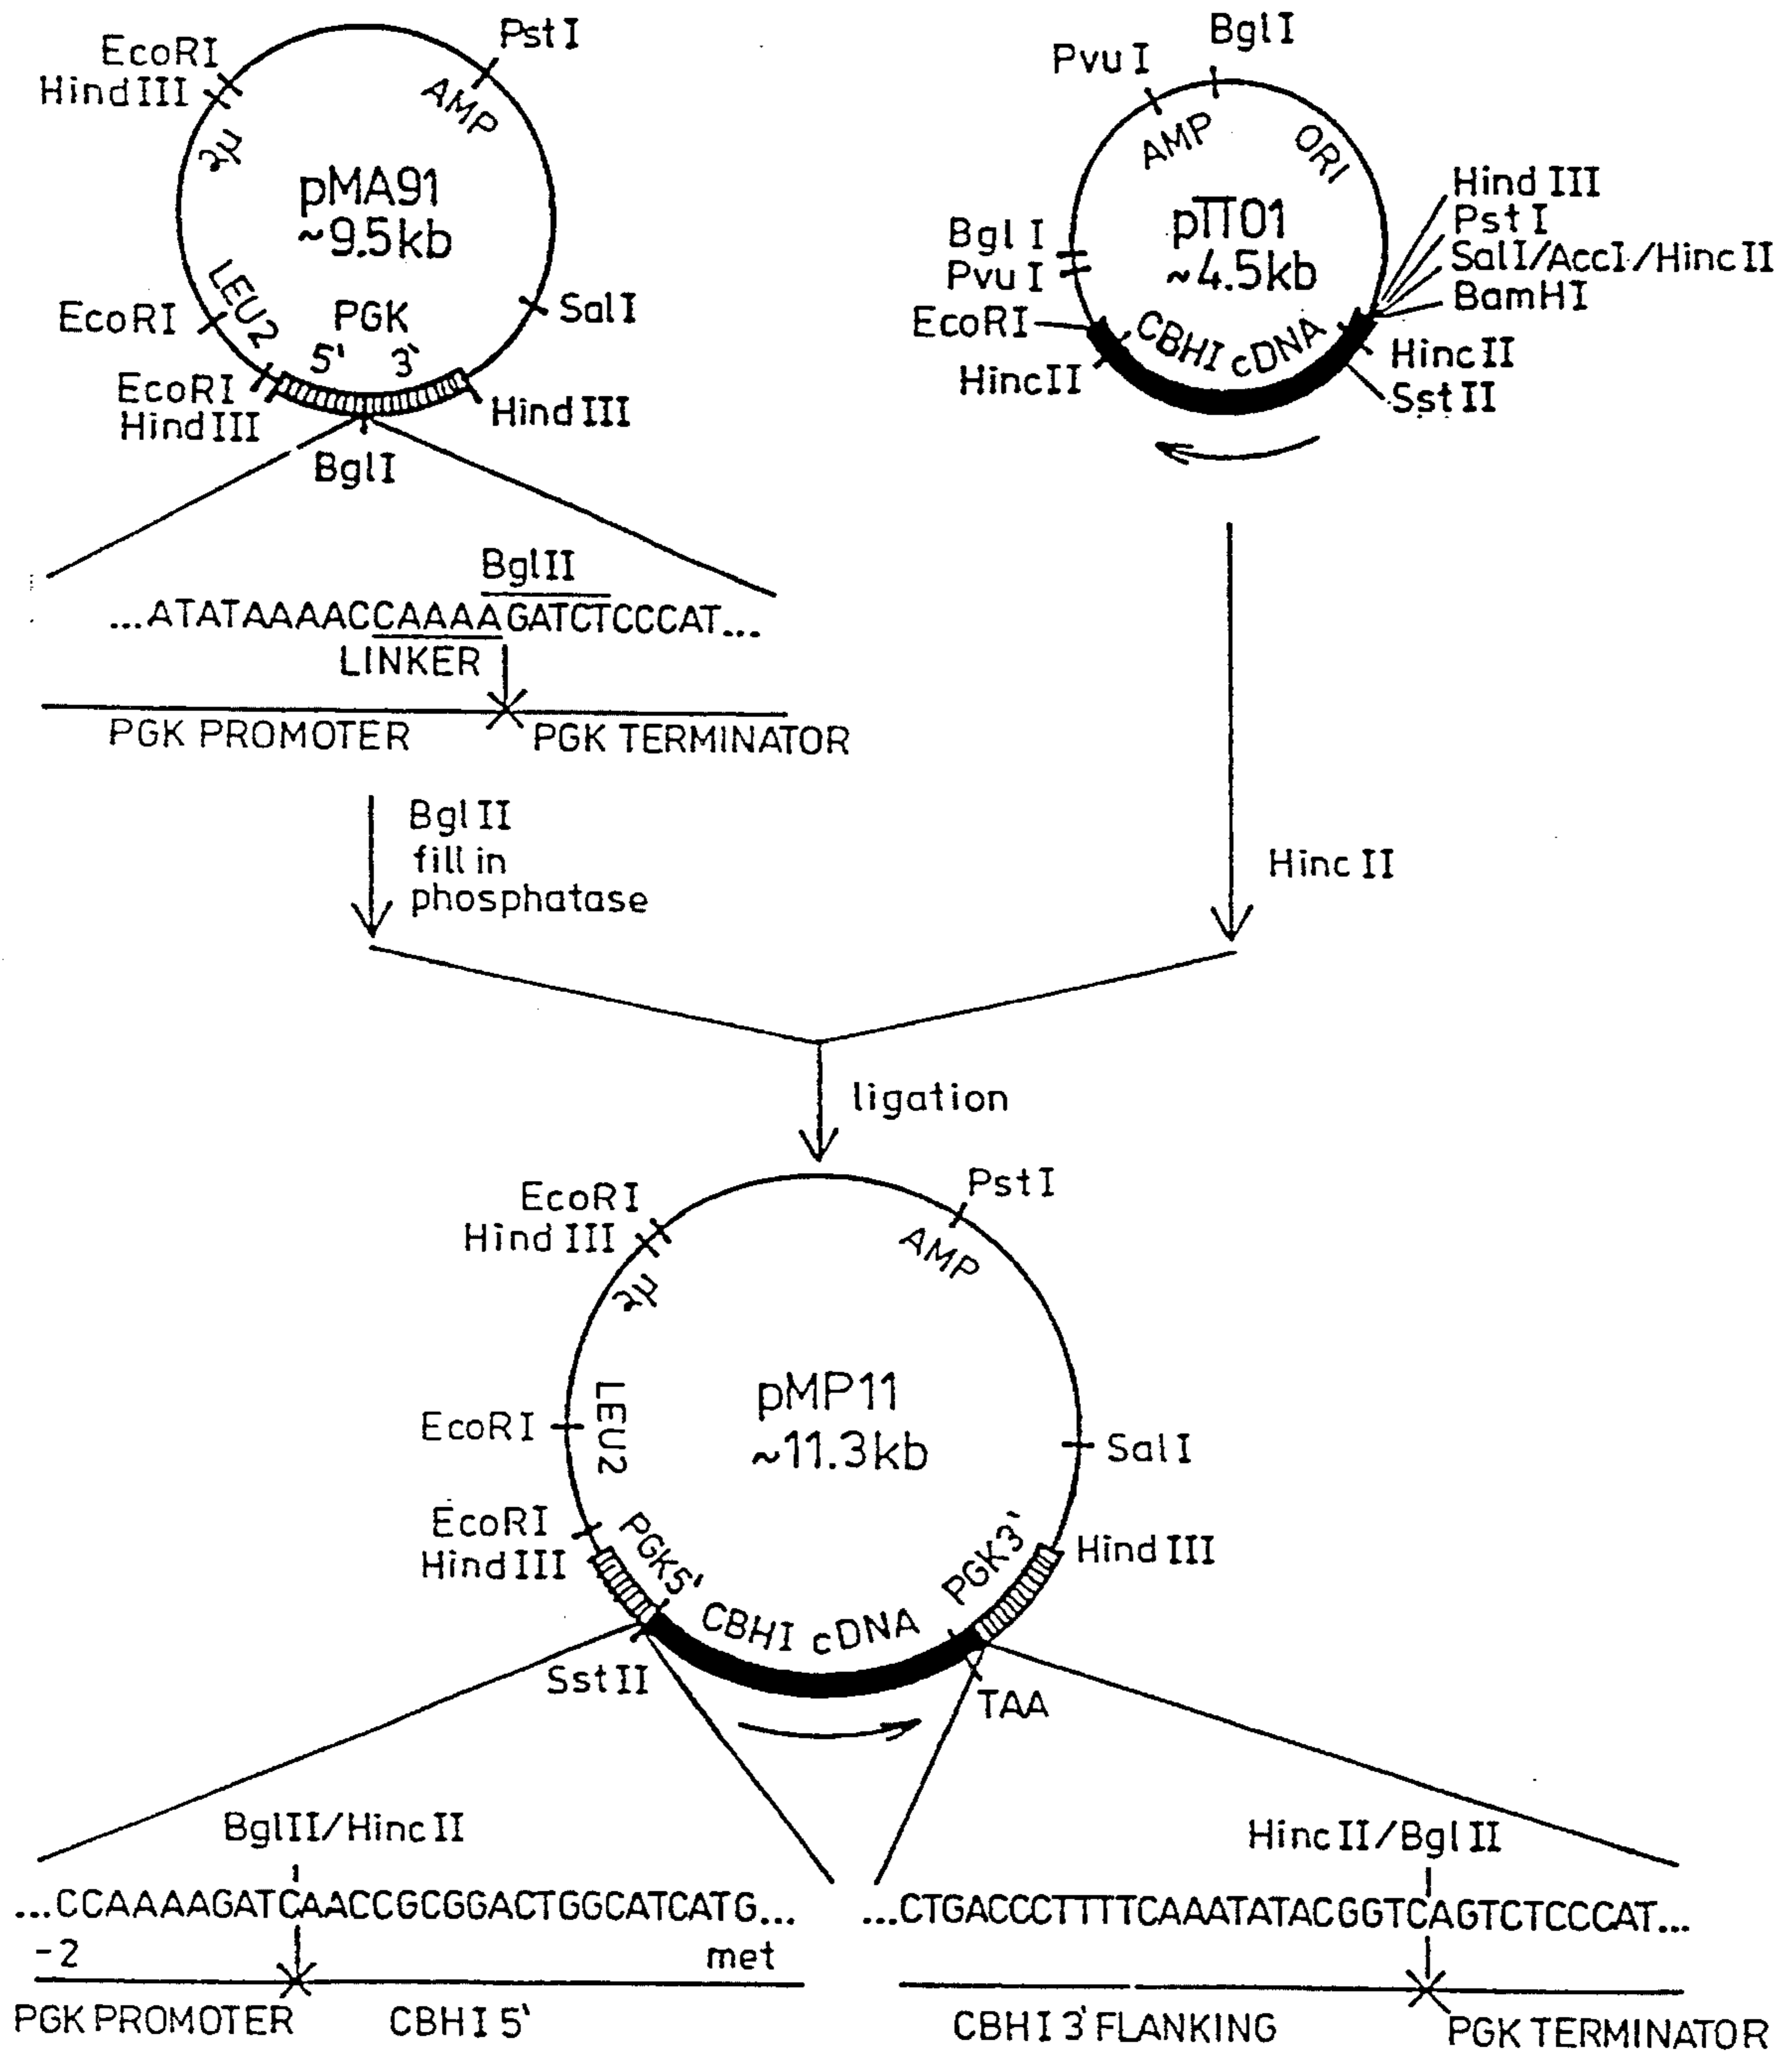 EcoRI
HindIII
PstI
AMP
2μ
pMA91
~9.5kb
LEU2
PGK
5' 3'
SalI
EcoRI
EcoRI
HindIII
HindIII
BglI
PvuI
BglI
AMP
ORI
pTT01
~4.5kb
HindIII
PstI
SalI/AccI/HincII
BamHI
BglI
PvuI
EcoRI
HincII
CBHI cDNA
HincII
SstII
BglII
...ATATAAAACCAAAAGATCTCCCAT...
LINKER
PGK PROMOTER
PGK TERMINATOR
BglII
fill in
phosphatase
HincII
ligation
EcoRI
HindIII
PstI
AMP
2μ
pMP11
~11.3kb
LEU2
EcoRI
SalI
EcoRI
HindIII
PGK5'
CBHI cDNA
PGK3'
HindIII
SstII
TAA
BglII/HincII
...CCAAAAGATCAACCGCGGACTGGCATCATG...
-2
met
PGK PROMOTER
CBHI 5'
HincII/BglII
...CTGACCCTTTTCAAATATACGGTCAGTCTCCCAT...
CBHI 3' FLANKING
PGK TERMINATOR